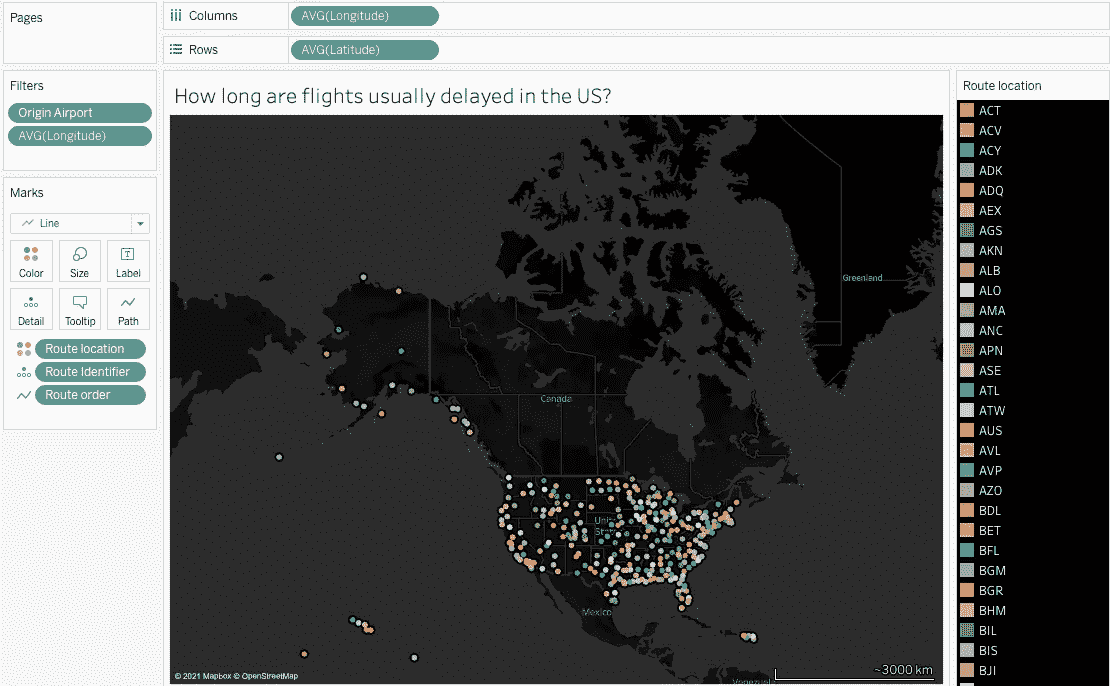 Pages
Columns
AVG(Longitude)
Rows
AVG(Latitude)
Filters
Origin Airport
AVG(Longitude)
Marks
Line
Color
Size
Label
Detail
Tooltip
Path
Route location
Route Identifier
Route order
How long are flights usually delayed in the US?
Greenland
Canada
United
States
Mexico
Venezuela
© 2021 Mapbox © OpenStreetMap
~3000 km
Route location
ACT
ACV
ACY
ADK
ADQ
AEX
AGS
AKN
ALB
ALO
AMA
ANC
APN
ASE
ATL
ATW
AUS
AVL
AVP
AZO
BDL
BET
BFL
BGM
BGR
BHM
BIL
BIS
BJI